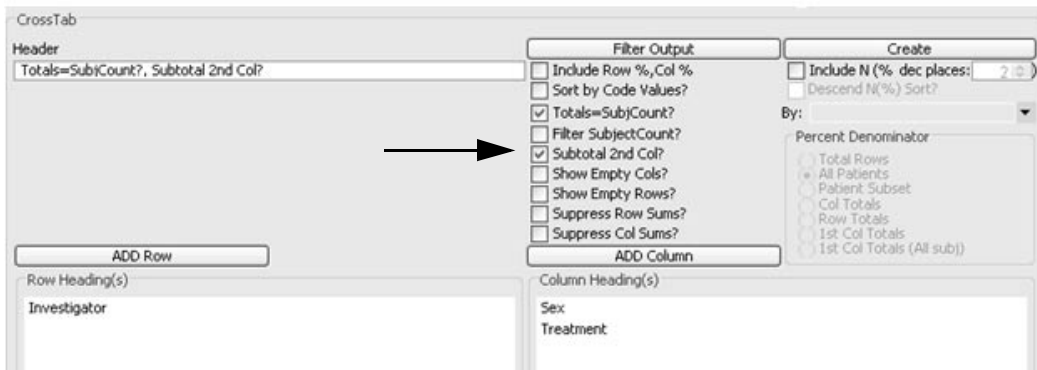 CrossTab
Header
Totals=SubjCount?, Subtotal 2nd Col?
Filter Output
Include Row %,Col %
Sort by Code Values?
Totals=SubjCount?
Filter SubjectCount?
Subtotal 2nd Col?
Show Empty Cols?
Show Empty Rows?
Suppress Row Sums?
Suppress Col Sums?
Create
Include N (% dec places: 2 )
Descend N(%) Sort?
By:
Percent Denominator
Total Rows
All Patients
Patient Subset
Col Totals
Row Totals
1st Col Totals
1st Col Totals (All subj)
ADD Row
ADD Column
Row Heading(s)
Investigator
Column Heading(s)
Sex
Treatment